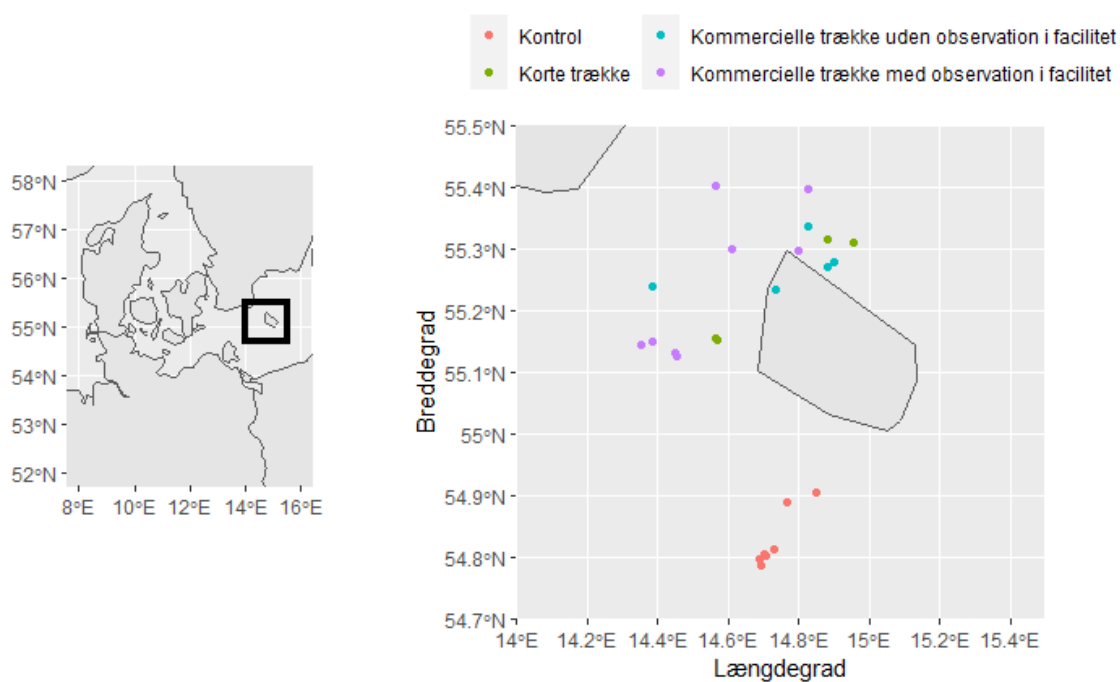 Kontrol
Kommercielle trække uden observation i facilitet
Korte trække
Kommercielle trække med observation i facilitet
58°N
57°N
56°N
55°N
54°N
53°N
52°N
8°E 10°E 12°E 14°E 16°E
55.5°N
55.4°N
55.3°N
55.2°N
55.1°N
55°N
54.9°N
54.8°N
54.7°N
Breddegrad
14°E 14.2°E 14.4°E 14.6°E 14.8°E 15°E 15.2°E 15.4°E
Længdegrad